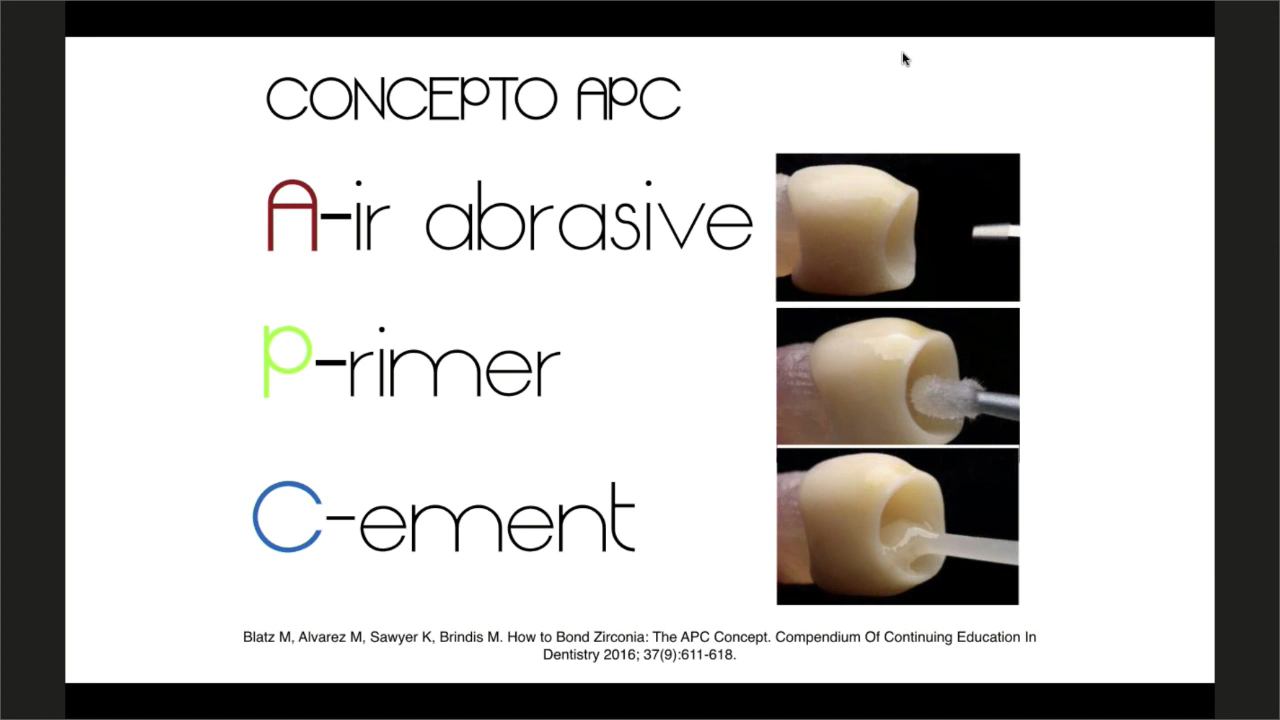 CONCEPTO APC
A-ir abrasive
P-rimer
C-ement
Blatz M, Alvarez M, Sawyer K, Brindis M. How to Bond Zirconia: The APC Concept. Compendium Of Continuing Education In
Dentistry 2016; 37(9):611-618.